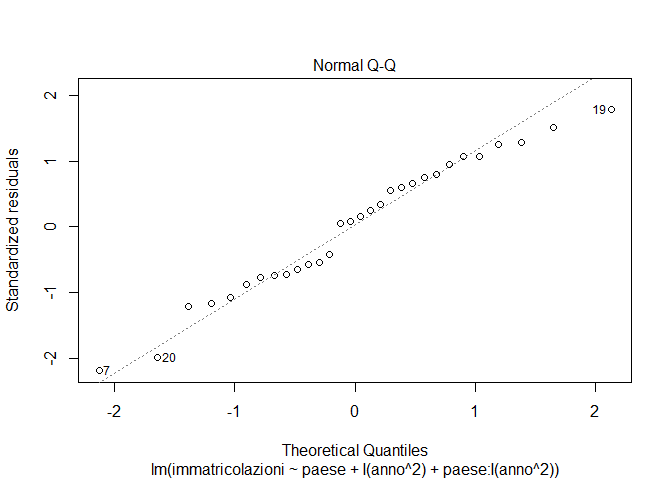 Normal Q-Q
Standardized residuals
2
1
0
-1
-2
19
20
7
-2 -1 0 1 2
Theoretical Quantiles
lm(immatricolazioni ~ paese + I(anno^2) + paese:I(anno^2))